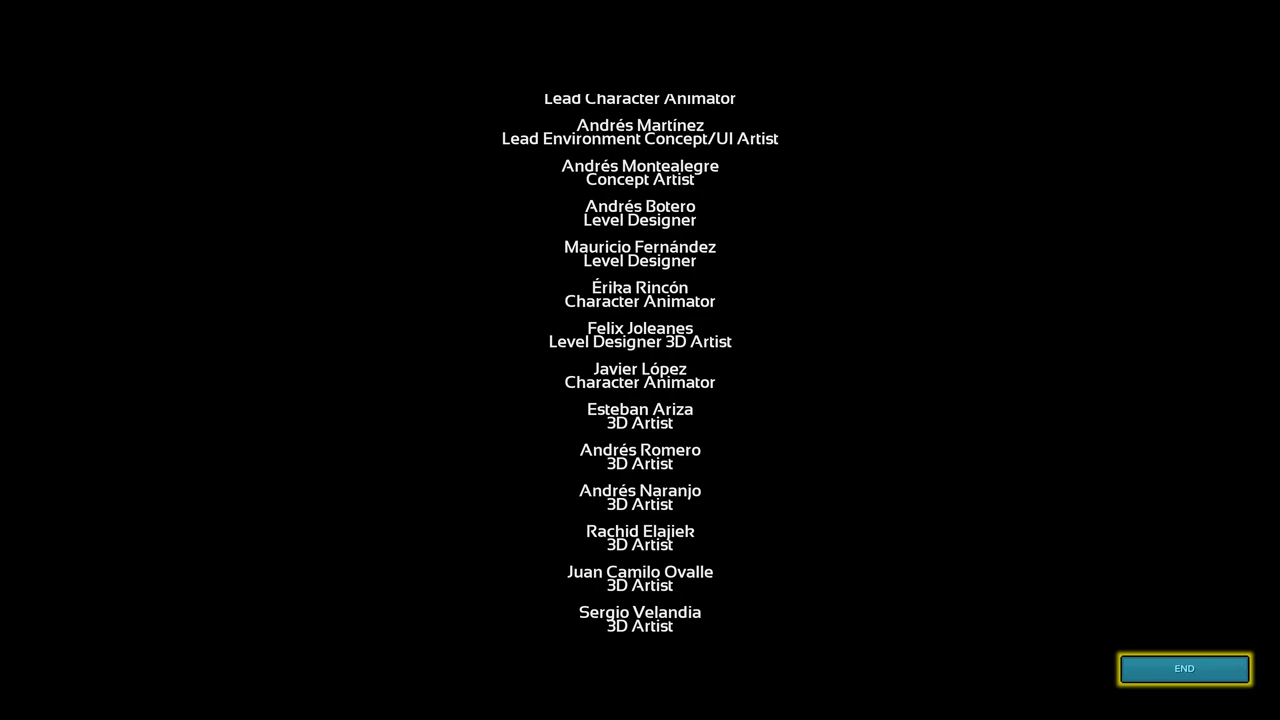 Lead Character Animator
Andrés Martínez
Lead Environment Concept/UI Artist
Andrés Montealegre
Concept Artist
Andrés Botero
Level Designer
Mauricio Fernández
Level Designer
Érika Rincón
Character Animator
Felix Joleanes
Level Designer 3D Artist
Javier López
Character Animator
Esteban Ariza
3D Artist
Andrés Romero
3D Artist
Andrés Naranjo
3D Artist
Rachid Elajiek
3D Artist
Juan Camilo Ovalle
3D Artist
Sergio Velandia
3D Artist
END